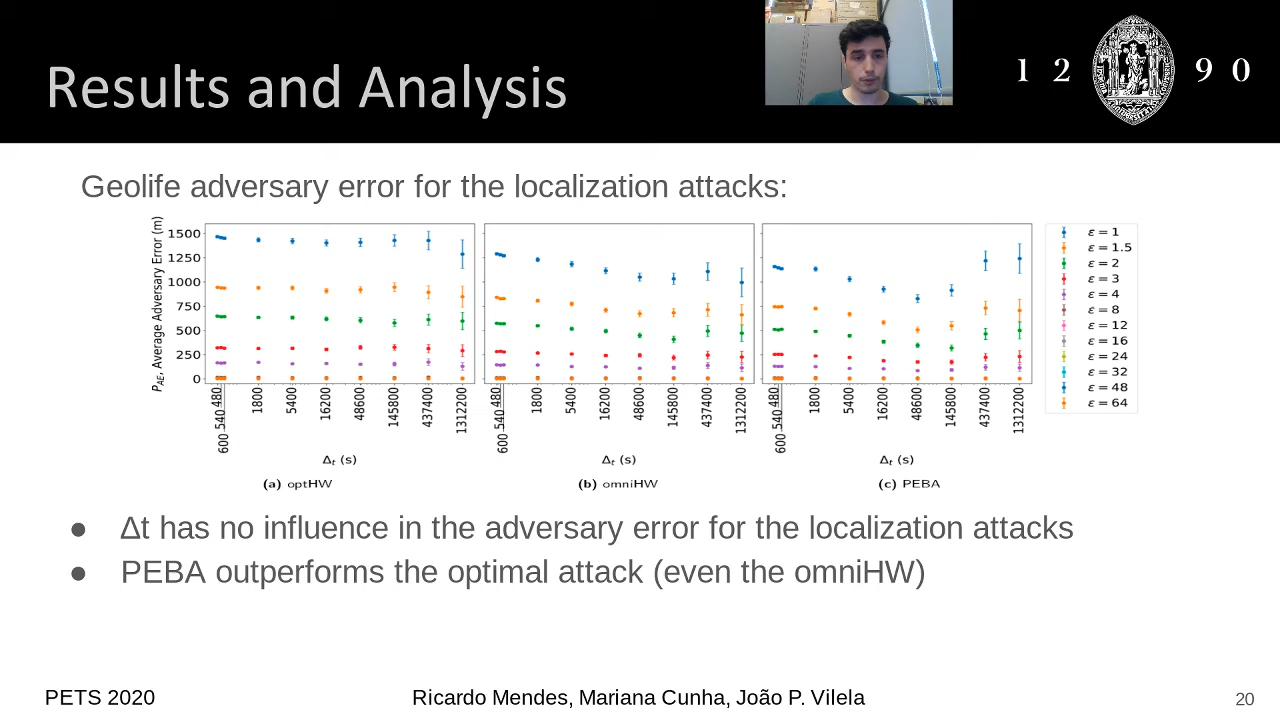 Results and Analysis
1 2 9 0
Geolife adversary error for the localization attacks:
P_AE, Average Adversary Error (m)
1500
1250
1000
750
500
250
0
480 540 600 1800 5400 16200 48600 145800 437400 1312200
480 540 600 1800 5400 16200 48600 145800 437400 1312200
480 540 600 1800 5400 16200 48600 145800 437400 1312200
Δt (s) Δt (s) Δt (s)
(a) optHW (b) omniHW (c) PEBA
ε = 1
ε = 1.5
ε = 2
ε = 3
ε = 4
ε = 8
ε = 12
ε = 16
ε = 24
ε = 32
ε = 48
ε = 64
● Δt has no influence in the adversary error for the localization attacks
● PEBA outperforms the optimal attack (even the omniHW)
PETS 2020 Ricardo Mendes, Mariana Cunha, João P. Vilela 20